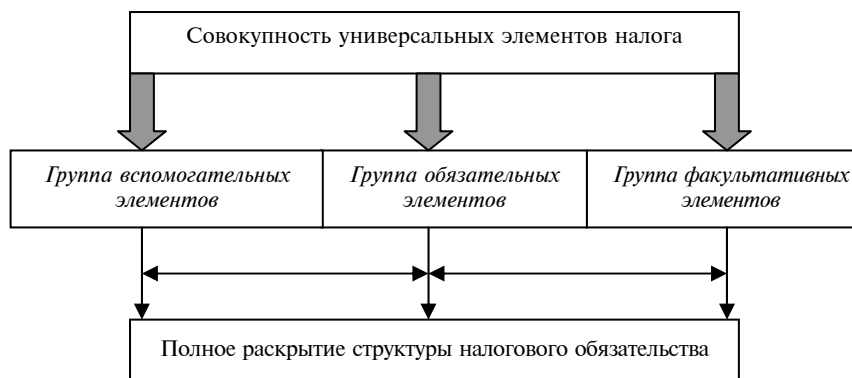 Совокупность универсальных элементов налога
Группа вспомогательных
элементов
Группа обязательных
элементов
Группа факультативных
элементов
Полное раскрытие структуры налогового обязательства